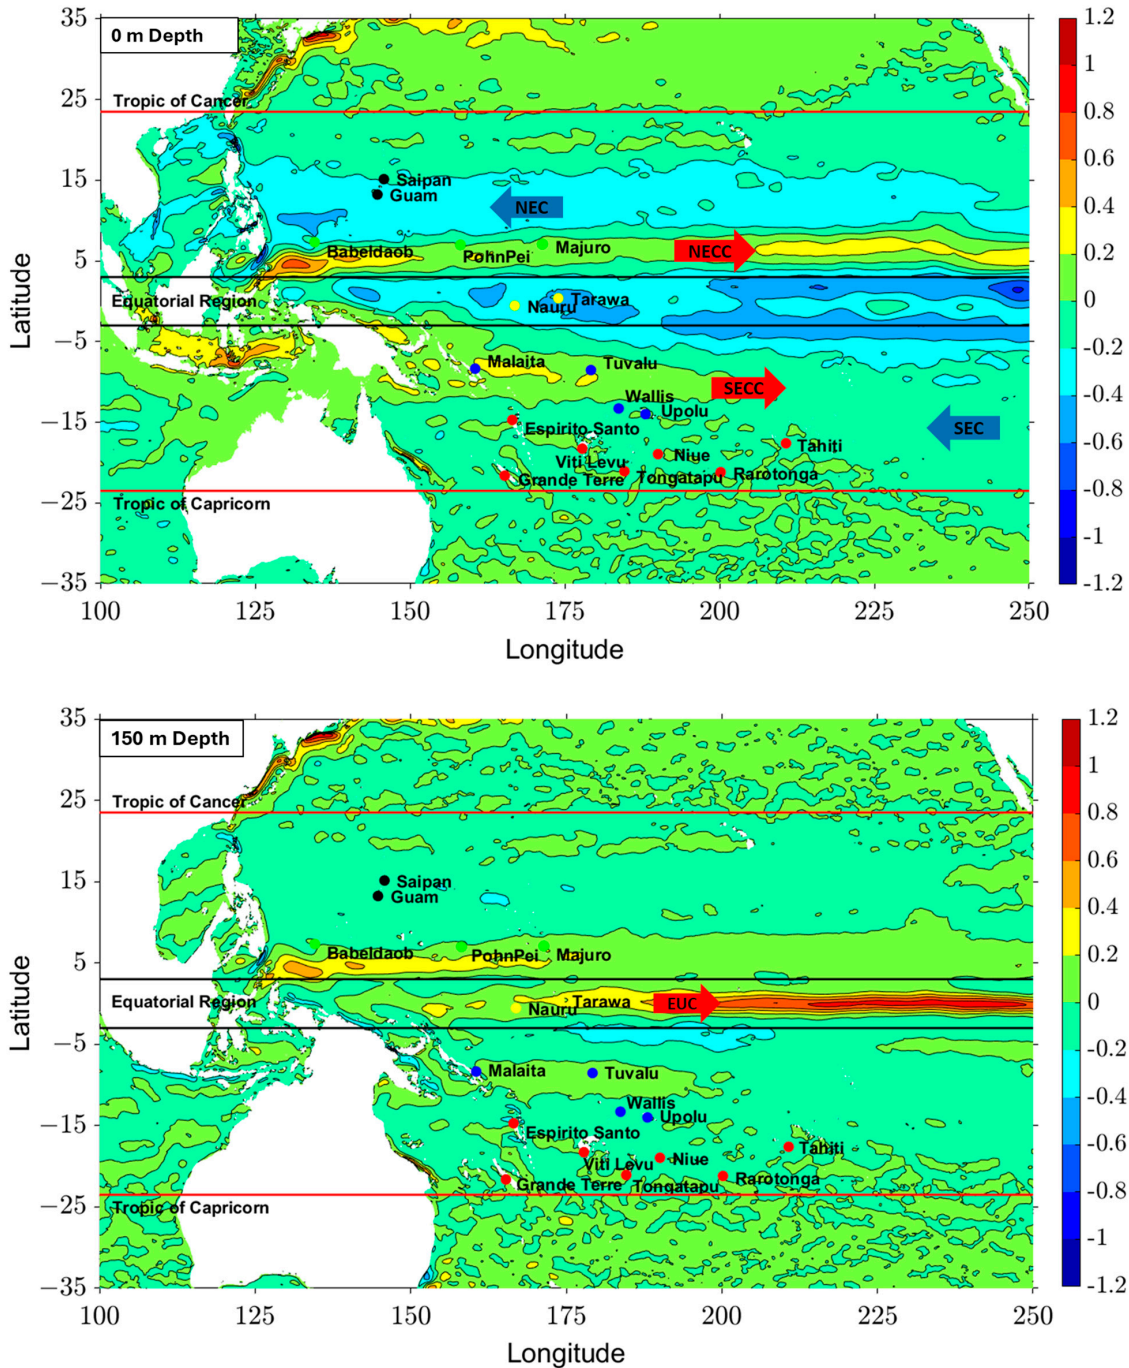 0 m Depth
35
25
15
5
−5
−15
−25
−35
Latitude
Tropic of Cancer
Saipan
Guam
NEC
Babeldaob
PohnPei
Majuro
NECC
Equatorial Region
Nauru
Tarawa
Malaita
Tuvalu
SECC
Wallis
Upolu
SEC
Espirito Santo
Tahiti
Viti Levu
Niue
Grande Terre
Tongatapu
Rarotonga
Tropic of Capricorn
100 125 150 175 200 225 250
Longitude
1.2
1
0.8
0.6
0.4
0.2
0
-0.2
-0.4
-0.6
-0.8
-1
-1.2
150 m Depth
35
25
15
5
−5
−15
−25
−35
Latitude
Tropic of Cancer
Saipan
Guam
Babeldaob
PohnPei
Majuro
Equatorial Region
Nauru
Tarawa
EUC
Malaita
Tuvalu
Wallis
Upolu
Espirito Santo
Tahiti
Viti Levu
Niue
Grande Terre
Tongatapu
Rarotonga
Tropic of Capricorn
100 125 150 175 200 225 250
Longitude
1.2
1
0.8
0.6
0.4
0.2
0
-0.2
-0.4
-0.6
-0.8
-1
-1.2